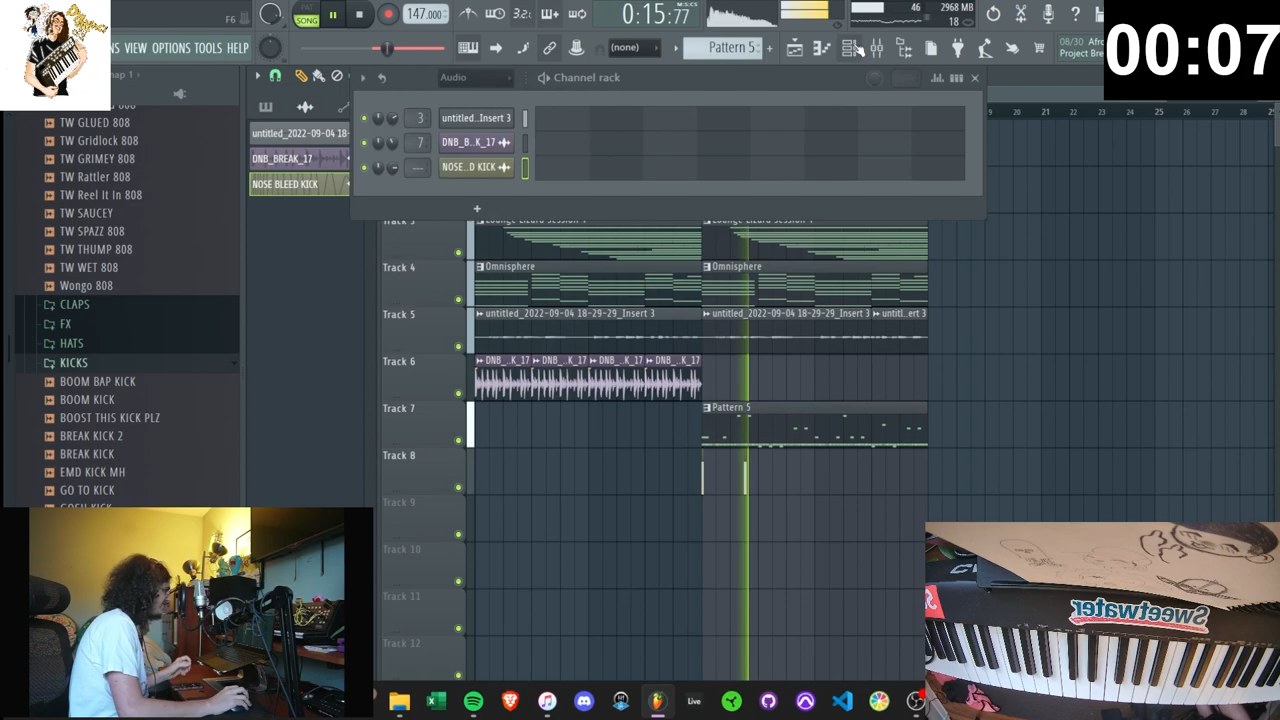 F6
SONG
147.000
3.2:
0:15:77
46
2968 MB
18
00:07
VIEW OPTIONS TOOLS HELP
(none)
Pattern 5
08/30 Afro
Project Bre
Audio
Channel rack
TW GLUED 808
TW Gridlock 808
TW GRIMEY 808
TW Rattler 808
TW Reel It In 808
TW SAUCEY
TW SPAZZ 808
TW THUMP 808
TW WET 808
Wongo 808
CLAPS
FX
HATS
KICKS
BOOM BAP KICK
BOOM KICK
BOOST THIS KICK PLZ
BREAK KICK 2
BREAK KICK
EMD KICK MH
GO TO KICK
untitled_2022-09-04 18-
DNB_BREAK_17
NOSE BLEED KICK
3 untitled..Insert 3
7 DNB_B..K_17
--- NOSE..D KICK
+
20 21 22 23 24 25 26 27 28
Track 4
Omnisphere
Omnisphere
Track 5
untitled_2022-09-04 18-29-29_Insert 3
untitled_2022-09-04 18-29-29_Insert 3
untitl..ert 3
Track 6
DNB_..K_17
DNB_..K_17
DNB_..K_17
DNB_..K_17
Track 7
Pattern 5
Track 8
Track 9
Track 10
Track 11
Track 12
Sweetwater
Live